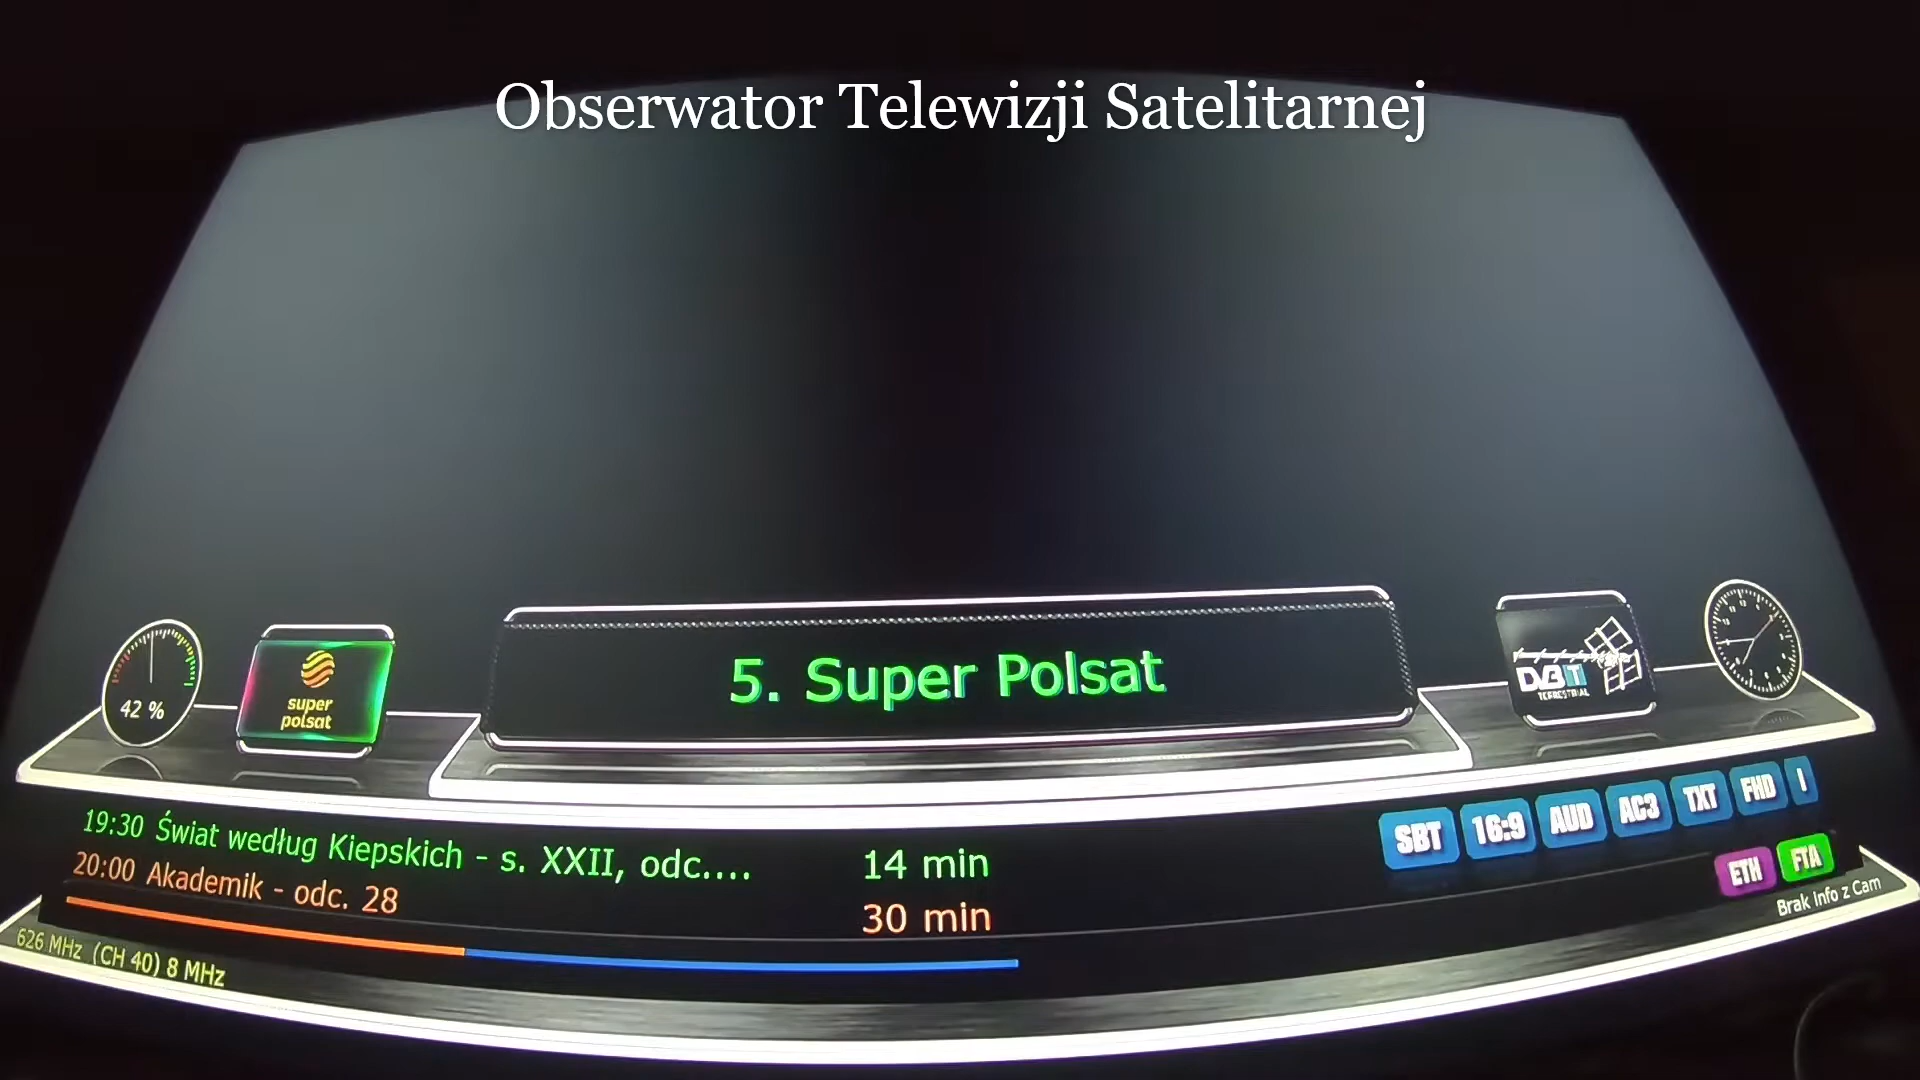 Obserwator Telewizji Satelitarnej
42 %
super
polsat
5. Super Polsat
DVB T
TERRESTRIAL
19:30 Świat według Kiepskich - s. XXII, odc.... 14 min
20:00 Akademik - odc. 28 30 min
SBT 16:9 AUD AC3 TXT FHD I
ETH FTA
Brak info z Cam
626 MHz (CH 40) 8 MHz